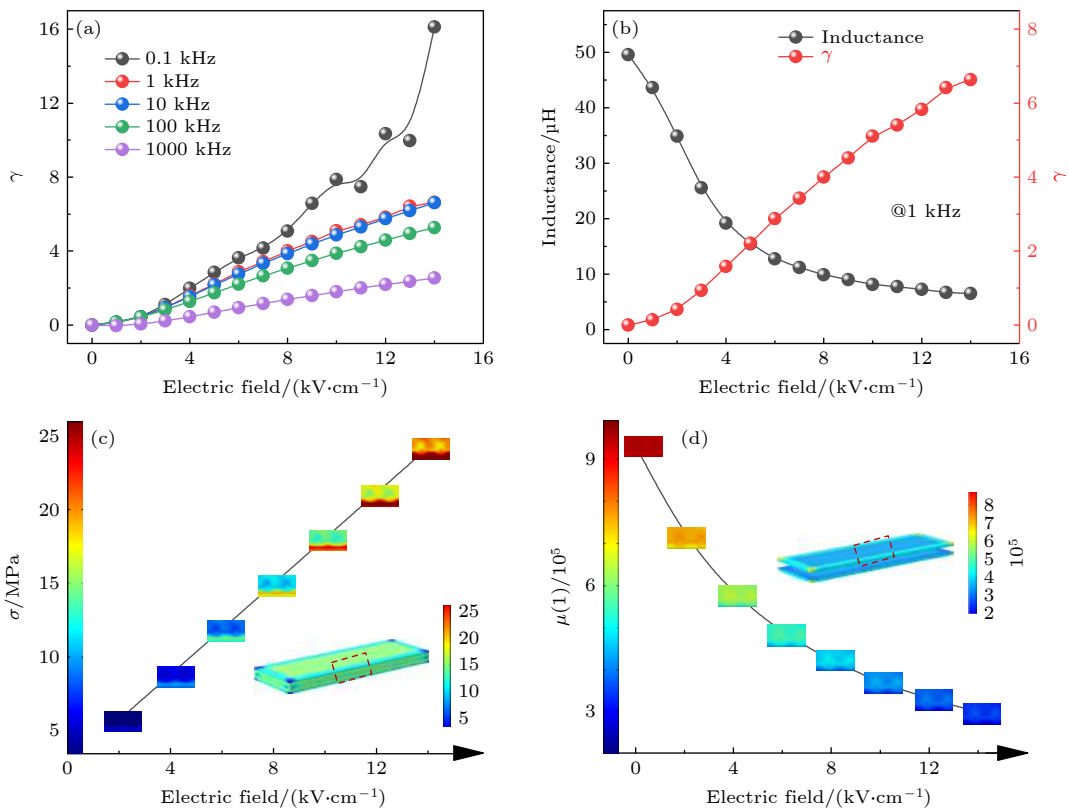 (a)
16
12
8
4
0
γ
0.1 kHz
1 kHz
10 kHz
100 kHz
1000 kHz
0 4 8 12 16
Electric field/(kV·cm⁻¹)
(b)
50
40
30
20
10
0
Inductance/μH
Inductance
γ
@1 kHz
8
6
4
2
0
γ
0 4 8 12 16
Electric field/(kV·cm⁻¹)
(c)
25
20
15
10
5
σ/MPa
25
20
15
10
5
0 4 8 12
Electric field/(kV·cm⁻¹)
(d)
9
6
3
μ(1)/10⁵
8
7
6
5
4
3
2
10⁵
0 4 8 12
Electric field/(kV·cm⁻¹)